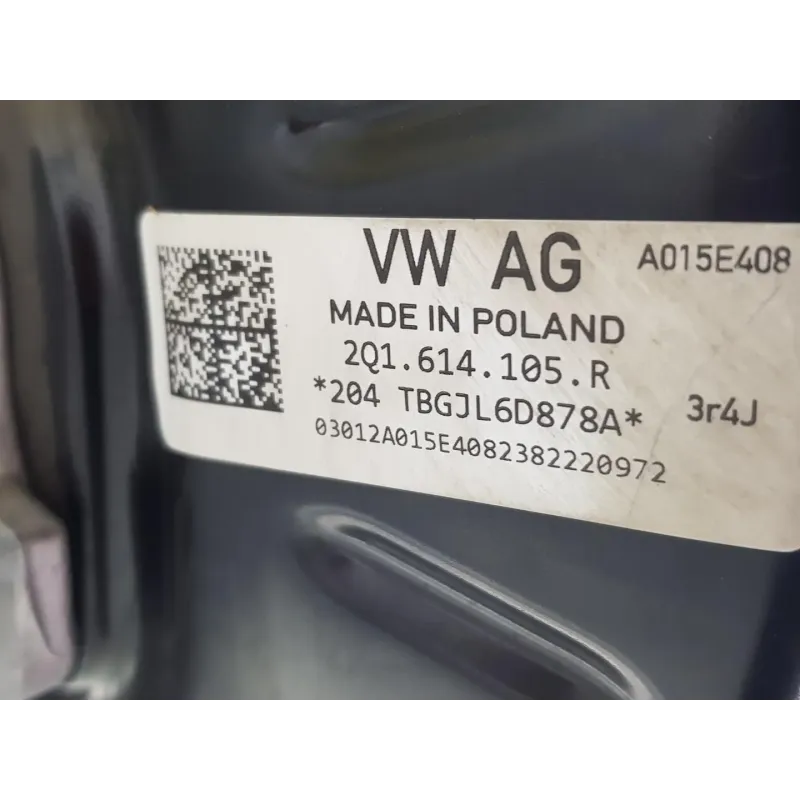 VW AG A015E408
MADE IN POLAND
2Q1.614.105.R
*204 TBGJL6D878A* 3r4J
03012A015E4082382220972